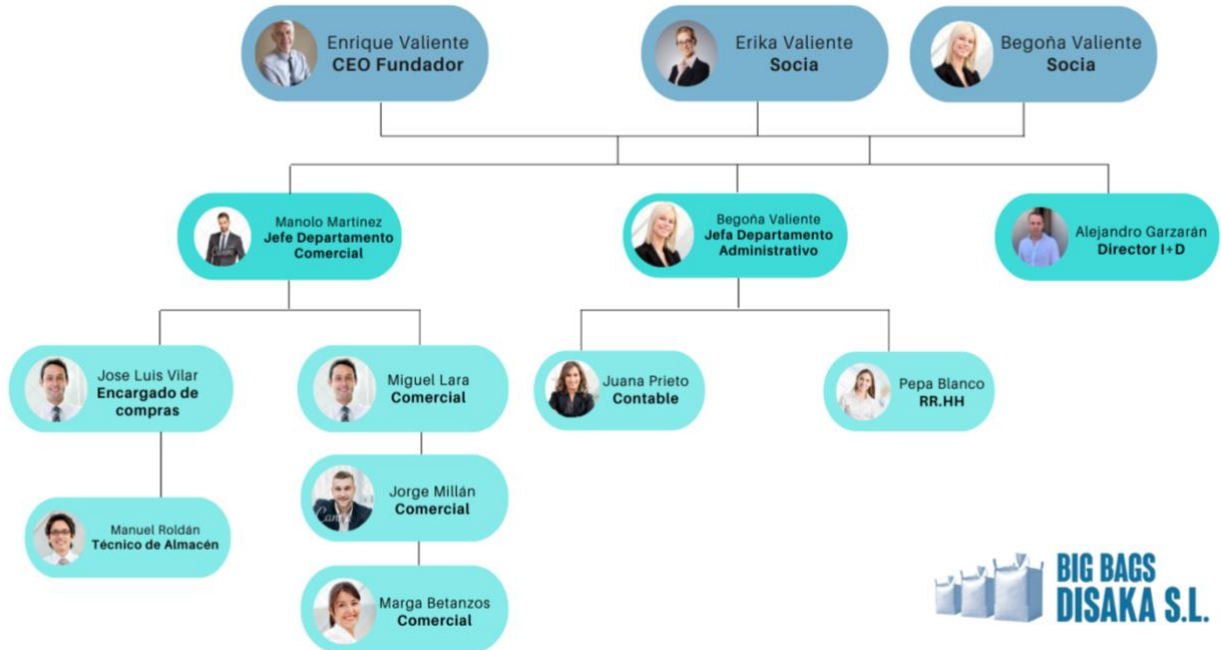 Enrique Valiente
CEO Fundador
Erika Valiente
Socia
Begoña Valiente
Socia
Manolo Martinez
Jefe Departamento
Comercial
Begoña Valiente
Jefa Departamento
Administrativo
Alejandro Garzarán
Director I+D
Jose Luis Vilar
Encargado de
compras
Miguel Lara
Comercial
Juana Prieto
Contable
Pepa Blanco
RR.HH
Jorge Millán
Comercial
Manuel Roldán
Técnico de Almacén
Marga Betanzos
Comercial
BIG BAGS
DISAKA S.L.